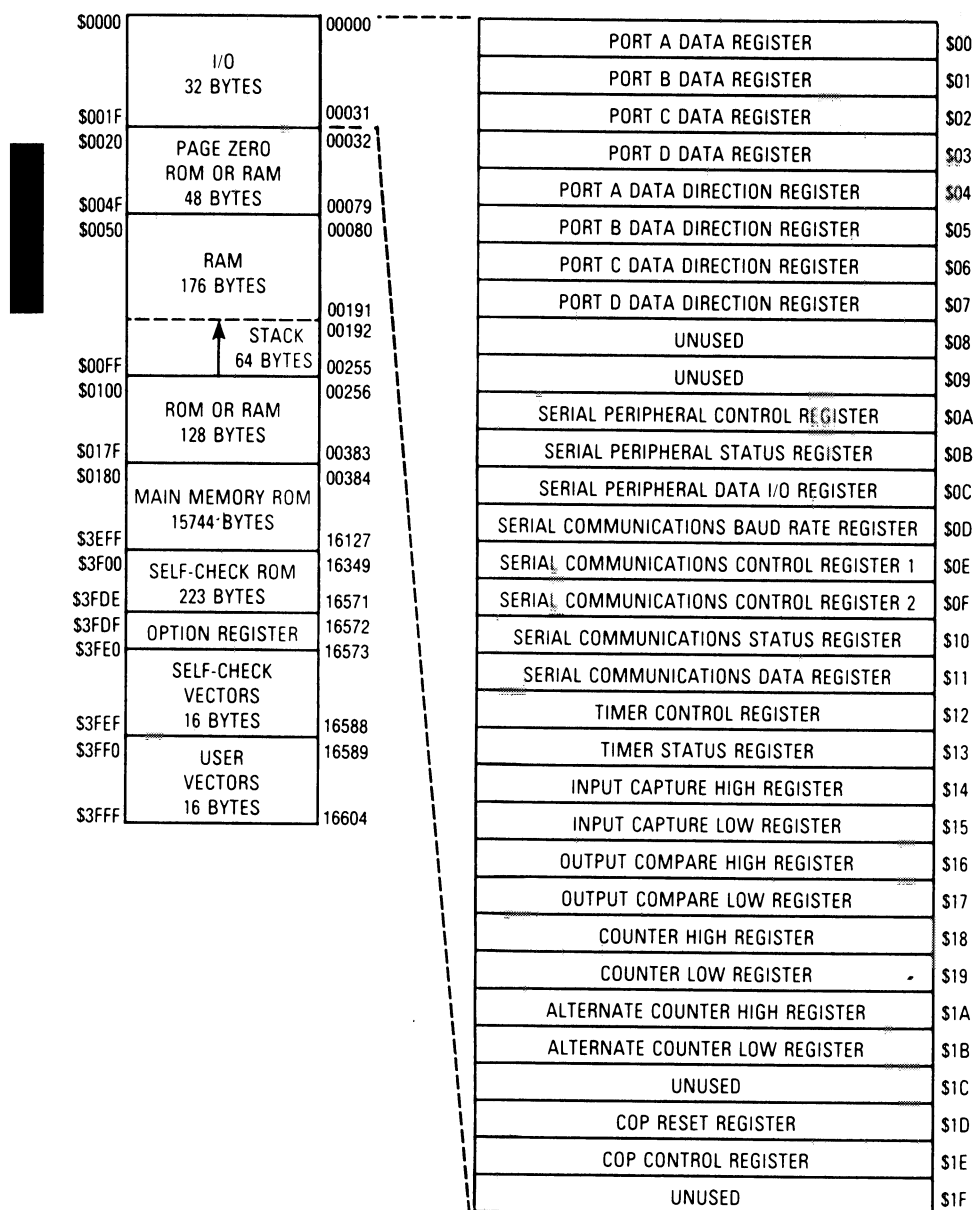 $0000
00000
I/O
32 BYTES
$001F
00031
$0020
00032
PAGE ZERO
ROM OR RAM
48 BYTES
$004F
00079
$0050
00080
RAM
176 BYTES
00191
00192
STACK
64 BYTES
$00FF
00255
$0100
00256
ROM OR RAM
128 BYTES
$017F
00383
$0180
00384
MAIN MEMORY ROM
15744 BYTES
$3EFF
16127
$3F00
16349
SELF-CHECK ROM
223 BYTES
$3FDE
16571
$3FDF
OPTION REGISTER
16572
$3FE0
16573
SELF-CHECK
VECTORS
16 BYTES
$3FEF
16588
$3FF0
16589
USER
VECTORS
16 BYTES
$3FFF
16604
PORT A DATA REGISTER $00
PORT B DATA REGISTER $01
PORT C DATA REGISTER $02
PORT D DATA REGISTER $03
PORT A DATA DIRECTION REGISTER $04
PORT B DATA DIRECTION REGISTER $05
PORT C DATA DIRECTION REGISTER $06
PORT D DATA DIRECTION REGISTER $07
UNUSED $08
UNUSED $09
SERIAL PERIPHERAL CONTROL REGISTER $0A
SERIAL PERIPHERAL STATUS REGISTER $0B
SERIAL PERIPHERAL DATA I/O REGISTER $0C
SERIAL COMMUNICATIONS BAUD RATE REGISTER $0D
SERIAL COMMUNICATIONS CONTROL REGISTER 1 $0E
SERIAL COMMUNICATIONS CONTROL REGISTER 2 $0F
SERIAL COMMUNICATIONS STATUS REGISTER $10
SERIAL COMMUNICATIONS DATA REGISTER $11
TIMER CONTROL REGISTER $12
TIMER STATUS REGISTER $13
INPUT CAPTURE HIGH REGISTER $14
INPUT CAPTURE LOW REGISTER $15
OUTPUT COMPARE HIGH REGISTER $16
OUTPUT COMPARE LOW REGISTER $17
COUNTER HIGH REGISTER $18
COUNTER LOW REGISTER $19
ALTERNATE COUNTER HIGH REGISTER $1A
ALTERNATE COUNTER LOW REGISTER $1B
UNUSED $1C
COP RESET REGISTER $1D
COP CONTROL REGISTER $1E
UNUSED $1F